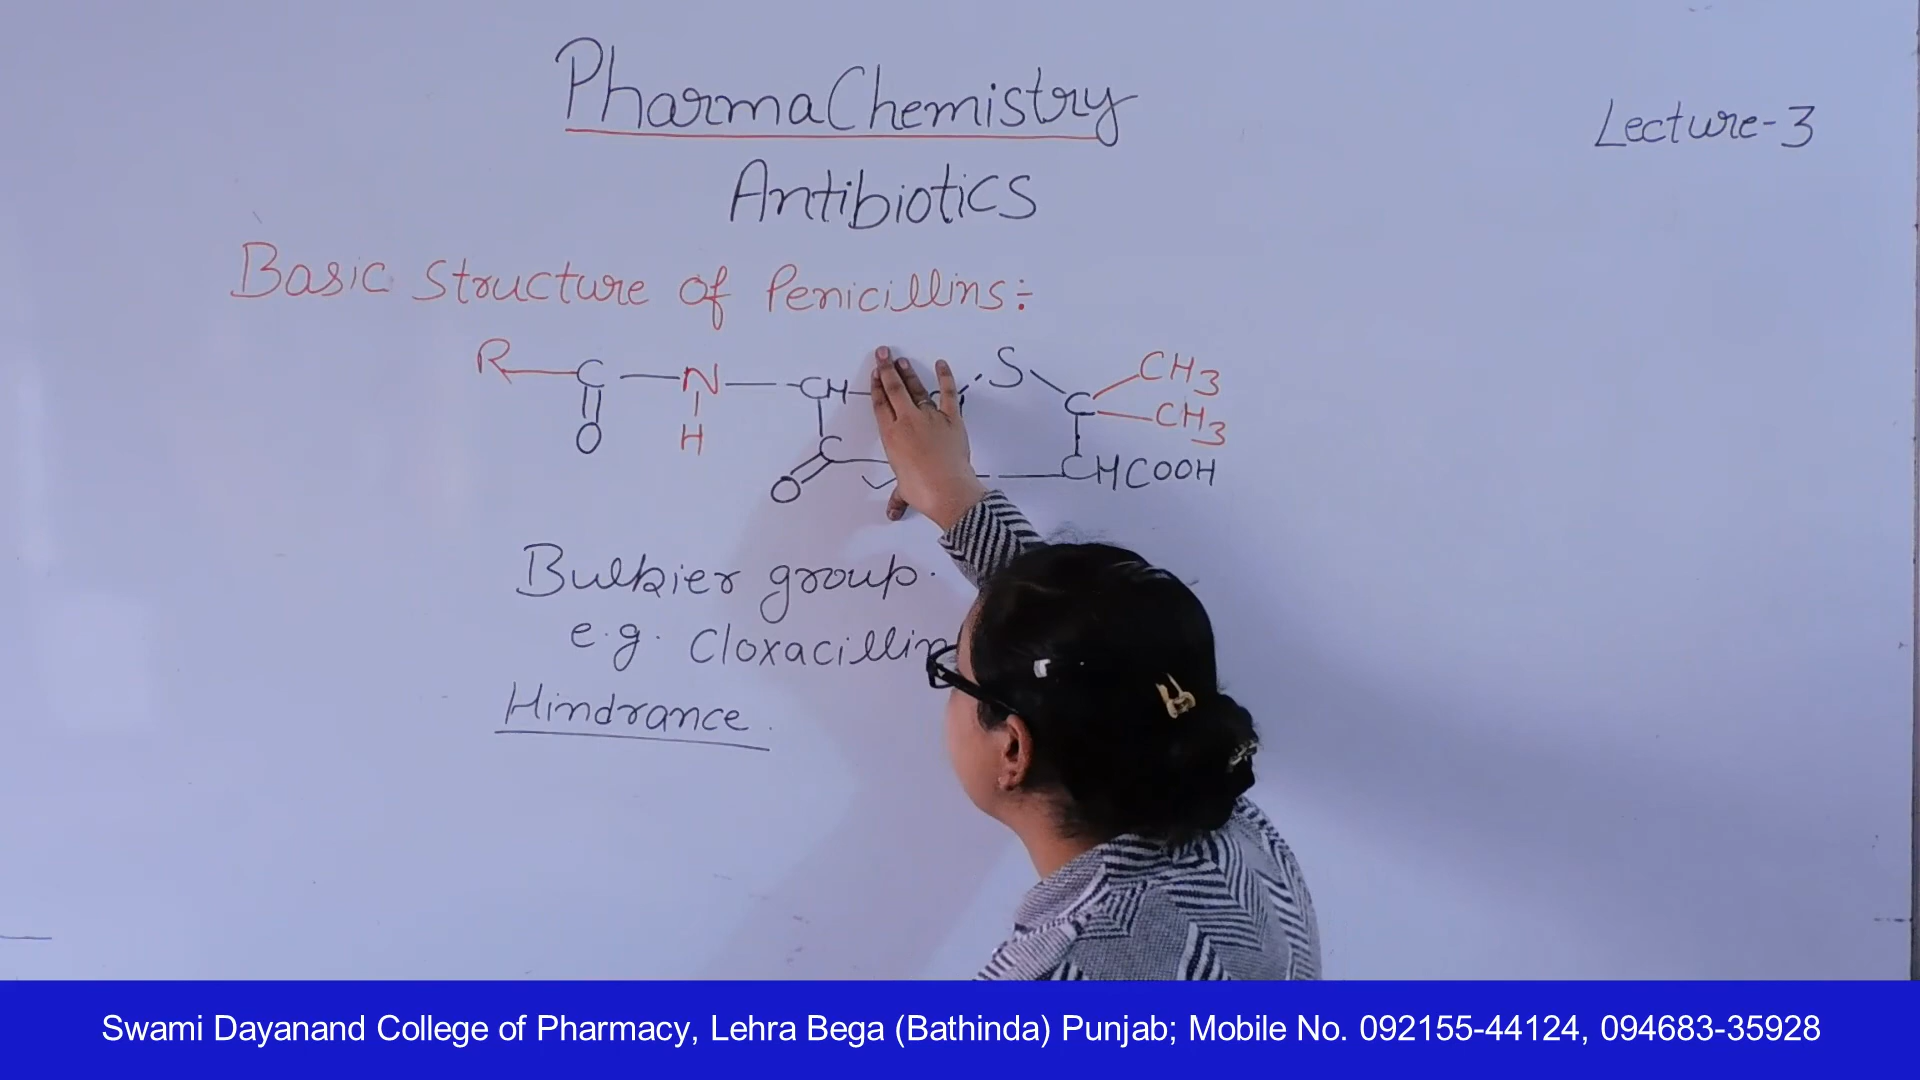 PharmaChemistry
Lecture-3
Antibiotics
Basic Structure of Penicillins:
R C N CH S C CH3
CH3
O H C CHCOOH
O
Bulkier group.
e.g. Cloxacillin
Hindrance.
Swami Dayanand College of Pharmacy, Lehra Bega (Bathinda) Punjab; Mobile No. 092155-44124, 094683-35928